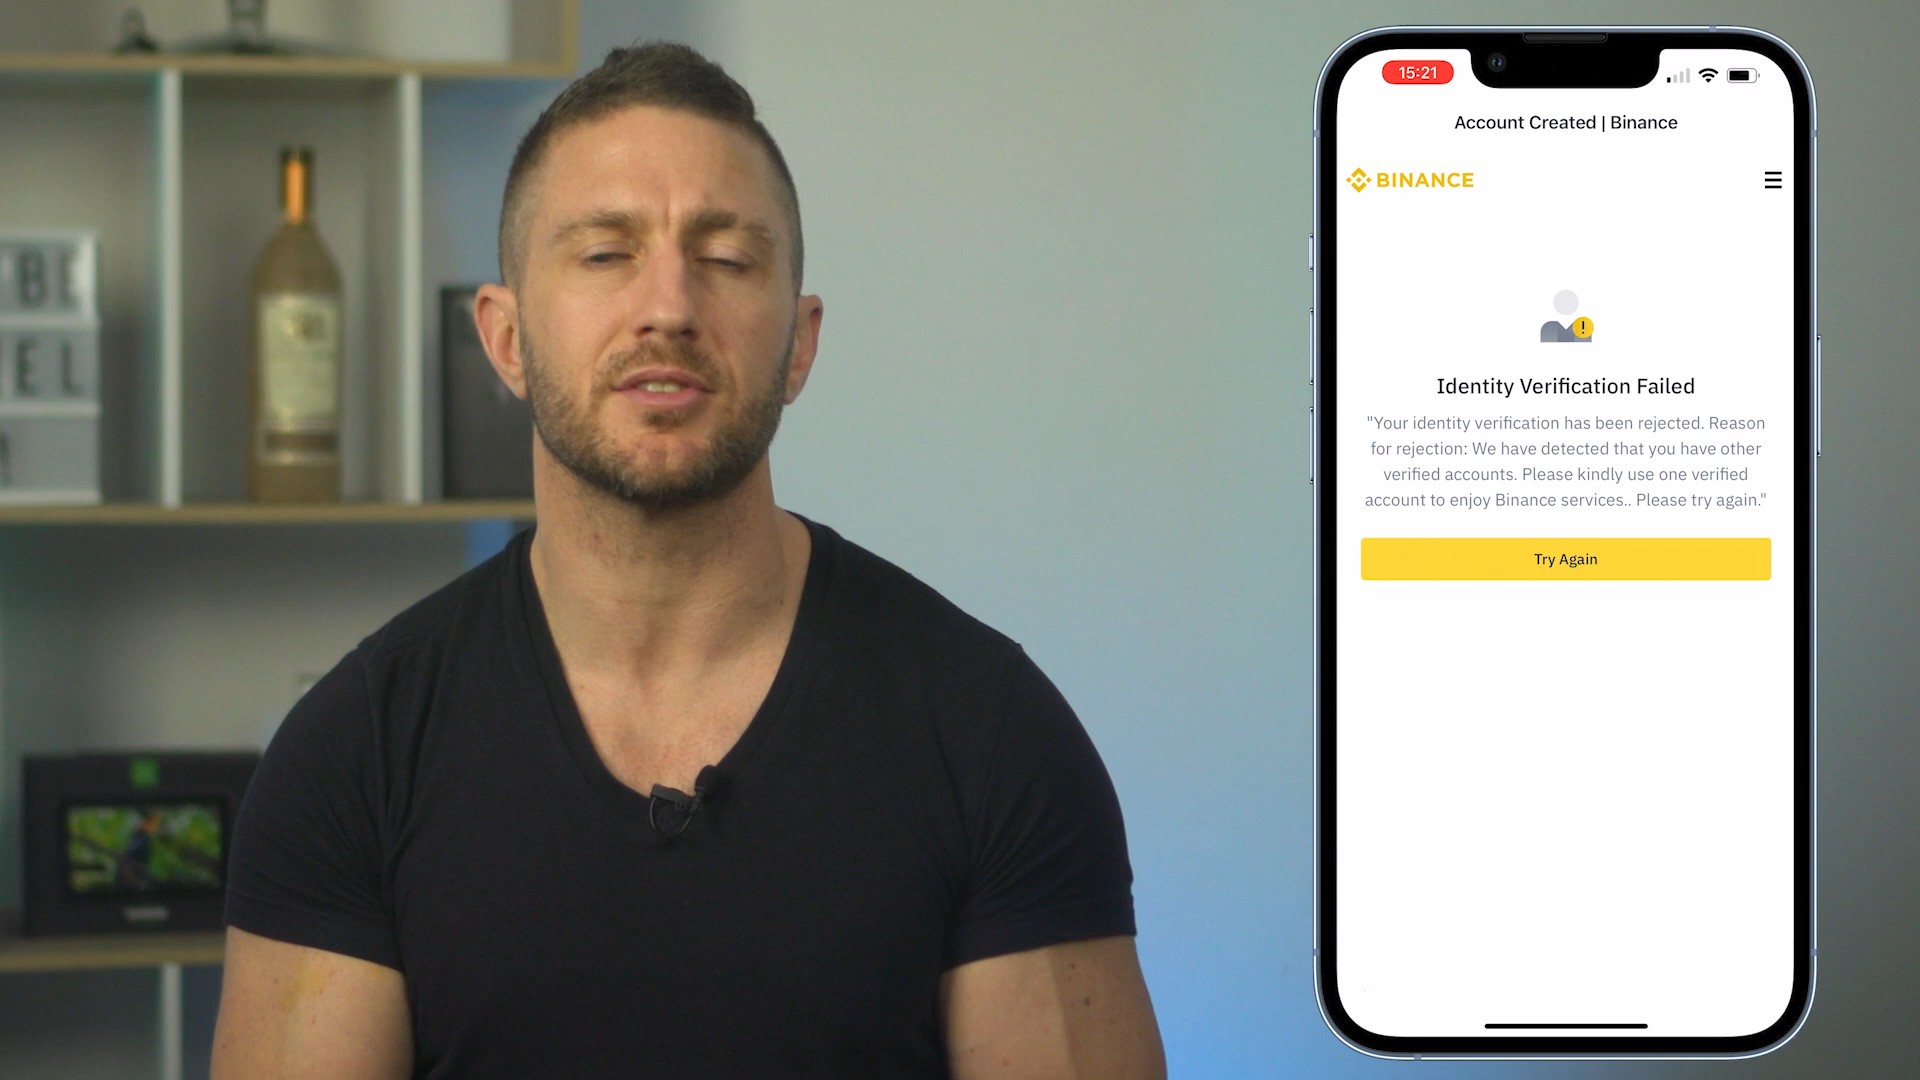 BE
EL
15:21
Account Created | Binance
BINANCE
Identity Verification Failed
"Your identity verification has been rejected. Reason
for rejection: We have detected that you have other
verified accounts. Please kindly use one verified
account to enjoy Binance services.. Please try again."
Try Again